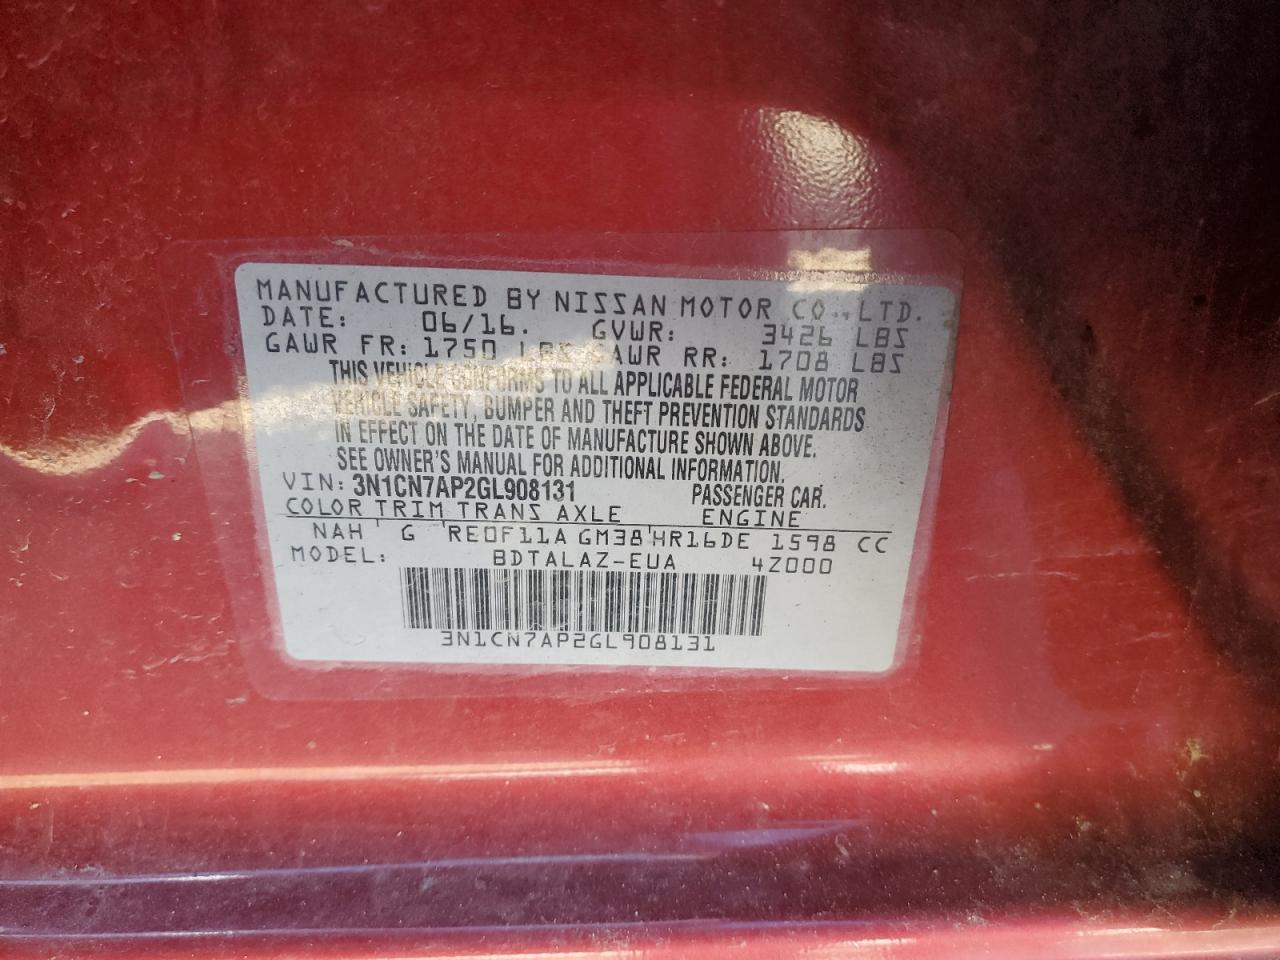 MANUFACTURED BY NISSAN MOTOR CO., LTD.
DATE: 06/16. GVWR: 3426 LBS
GAWR FR: 1750 LBS GAWR RR: 1708 LBS
THIS VEHICLE CONFORMS TO ALL APPLICABLE FEDERAL MOTOR
VEHICLE SAFETY, BUMPER AND THEFT PREVENTION STANDARDS
IN EFFECT ON THE DATE OF MANUFACTURE SHOWN ABOVE.
SEE OWNER'S MANUAL FOR ADDITIONAL INFORMATION.
VIN: 3N1CN7AP2GL908131 PASSENGER CAR.
COLOR TRIM TRANS AXLE ENGINE
NAH G RE0F11A GM38 HR16DE 1598 CC
MODEL: BDTALAZ-EUA 4Z000
3N1CN7AP2GL908131